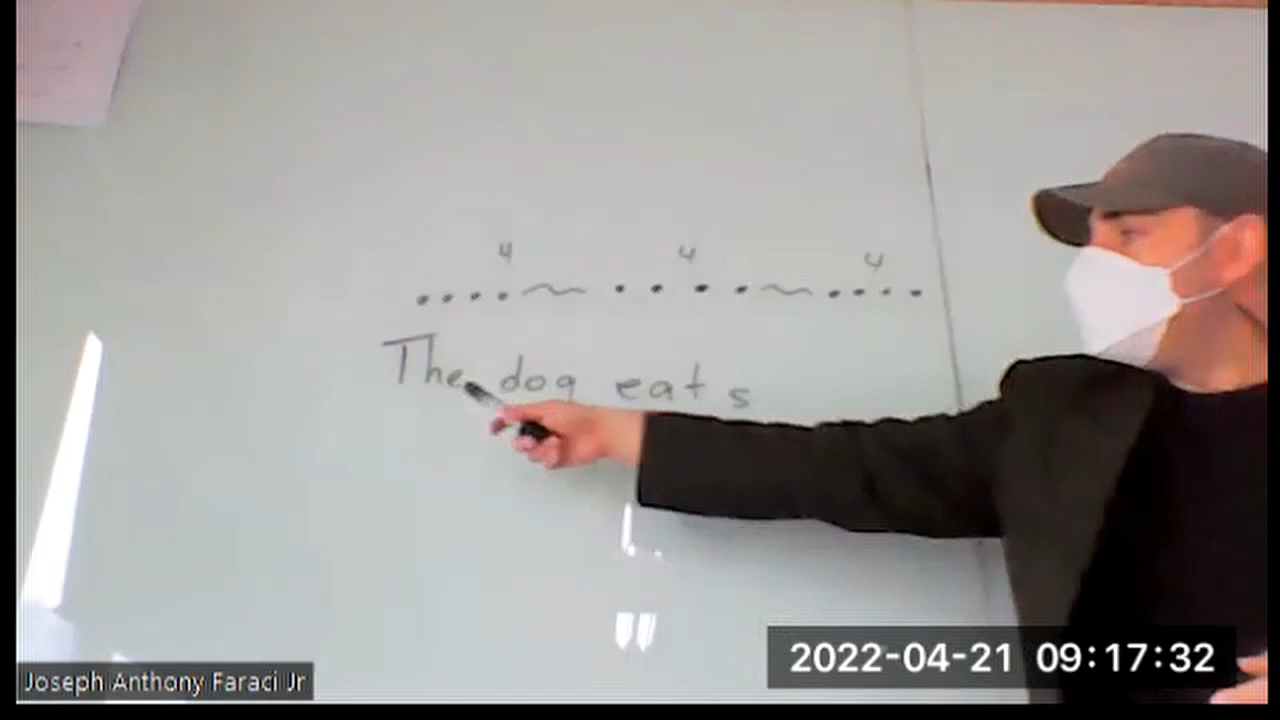 4 4 4
.....~....~....
The dog eats
Joseph Anthony Faraci Jr
2022-04-21 09:17:32